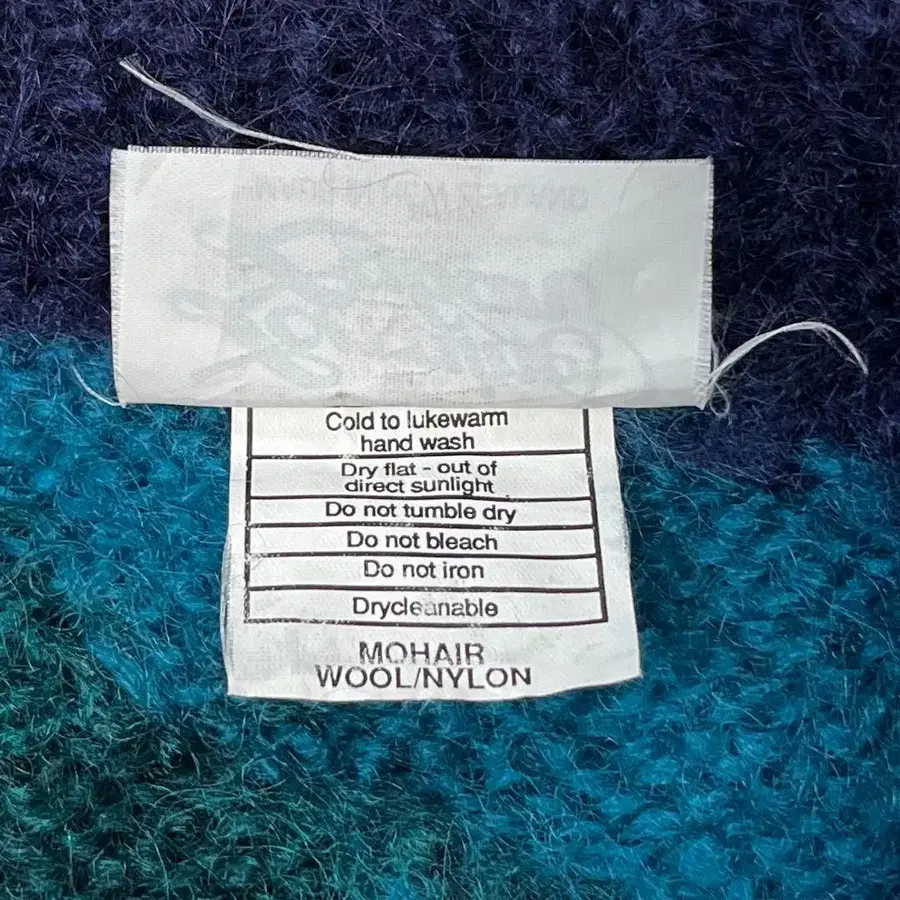 Cold to lukewarm
hand wash
Dry flat - out of
direct sunlight
Do not tumble dry
Do not bleach
Do not iron
Drycleanable
MOHAIR
WOOL/NYLON